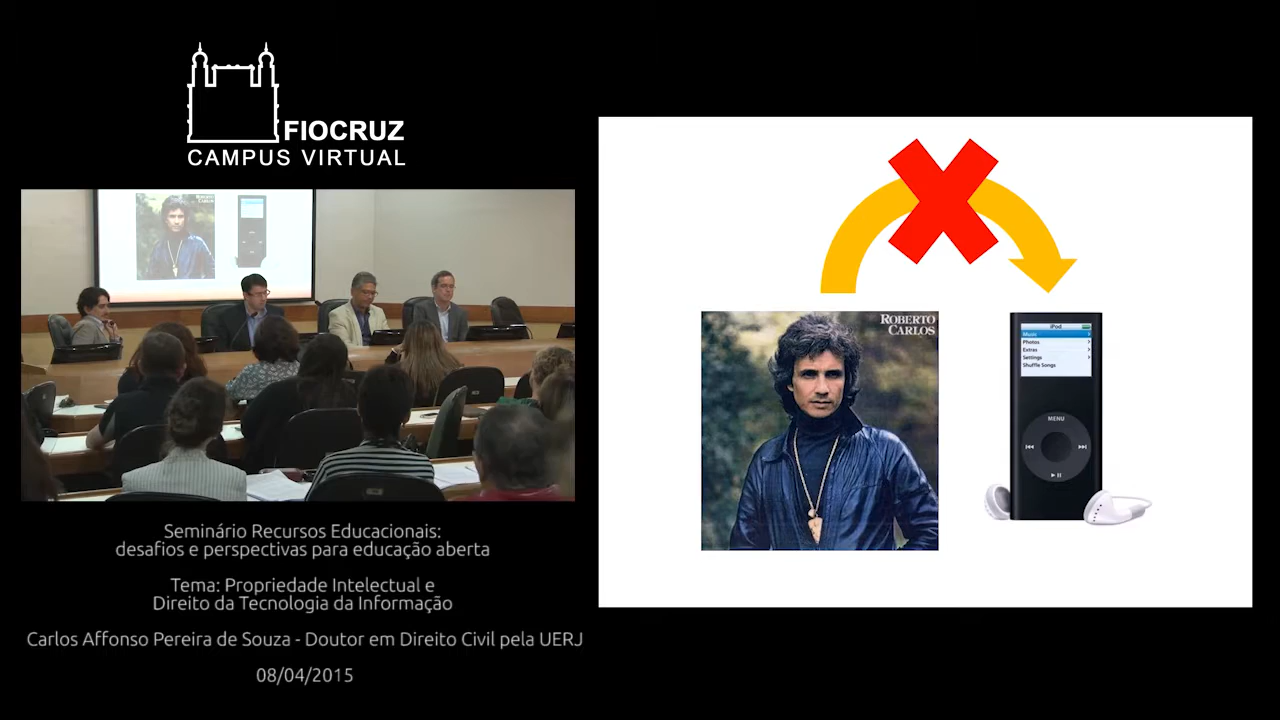 FIOCRUZ
CAMPUS VIRTUAL
Seminário Recursos Educacionais:
desafios e perspectivas para educação aberta
Tema: Propriedade Intelectual e
Direito da Tecnologia da Informação
Carlos Affonso Pereira de Souza - Doutor em Direito Civil pela UERJ
08/04/2015
ROBERTO
CARLOS
ROBERTO
CARLOS
iPod
Music
Photos
Extras
Settings
Shuffle Songs
MENU